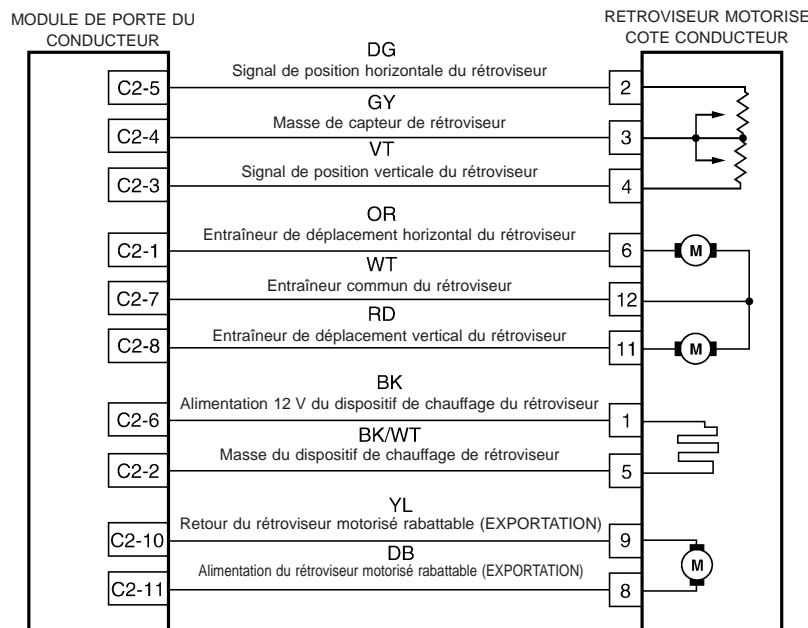 MODULE DE PORTE DU
CONDUCTEUR
RETROVISEUR MOTORISE
COTE CONDUCTEUR
DG
C2-5
Signal de position horizontale du rétroviseur
2
GY
C2-4
Masse de capteur de rétroviseur
3
VT
C2-3
Signal de position verticale du rétroviseur
4
OR
C2-1
Entraîneur de déplacement horizontal du rétroviseur
6
M
WT
C2-7
Entraîneur commun du rétroviseur
12
RD
C2-8
Entraîneur de déplacement vertical du rétroviseur
11
M
BK
C2-6
Alimentation 12 V du dispositif de chauffage du rétroviseur
1
BK/WT
C2-2
Masse du dispositif de chauffage de rétroviseur
5
YL
C2-10
Retour du rétroviseur motorisé rabattable (EXPORTATION)
9
DB
C2-11
Alimentation du rétroviseur motorisé rabattable (EXPORTATION)
8
M